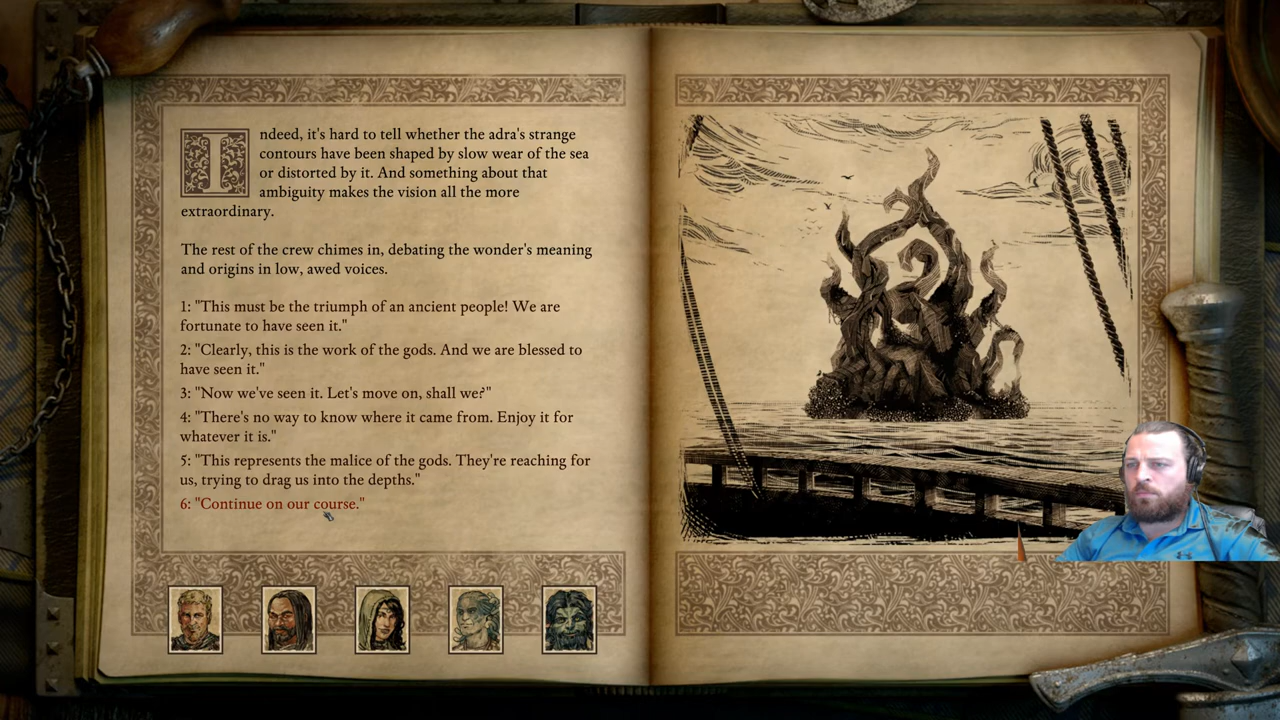 Indeed, it's hard to tell whether the adra's strange
contours have been shaped by slow wear of the sea
or distorted by it. And something about that
ambiguity makes the vision all the more
extraordinary.
The rest of the crew chimes in, debating the wonder's meaning
and origins in low, awed voices.
1: "This must be the triumph of an ancient people! We are
fortunate to have seen it."
2: "Clearly, this is the work of the gods. And we are blessed to
have seen it."
3: "Now we've seen it. Let's move on, shall we?"
4: "There's no way to know where it came from. Enjoy it for
whatever it is."
5: "This represents the malice of the gods. They're reaching for
us, trying to drag us into the depths."
6: "Continue on our course."